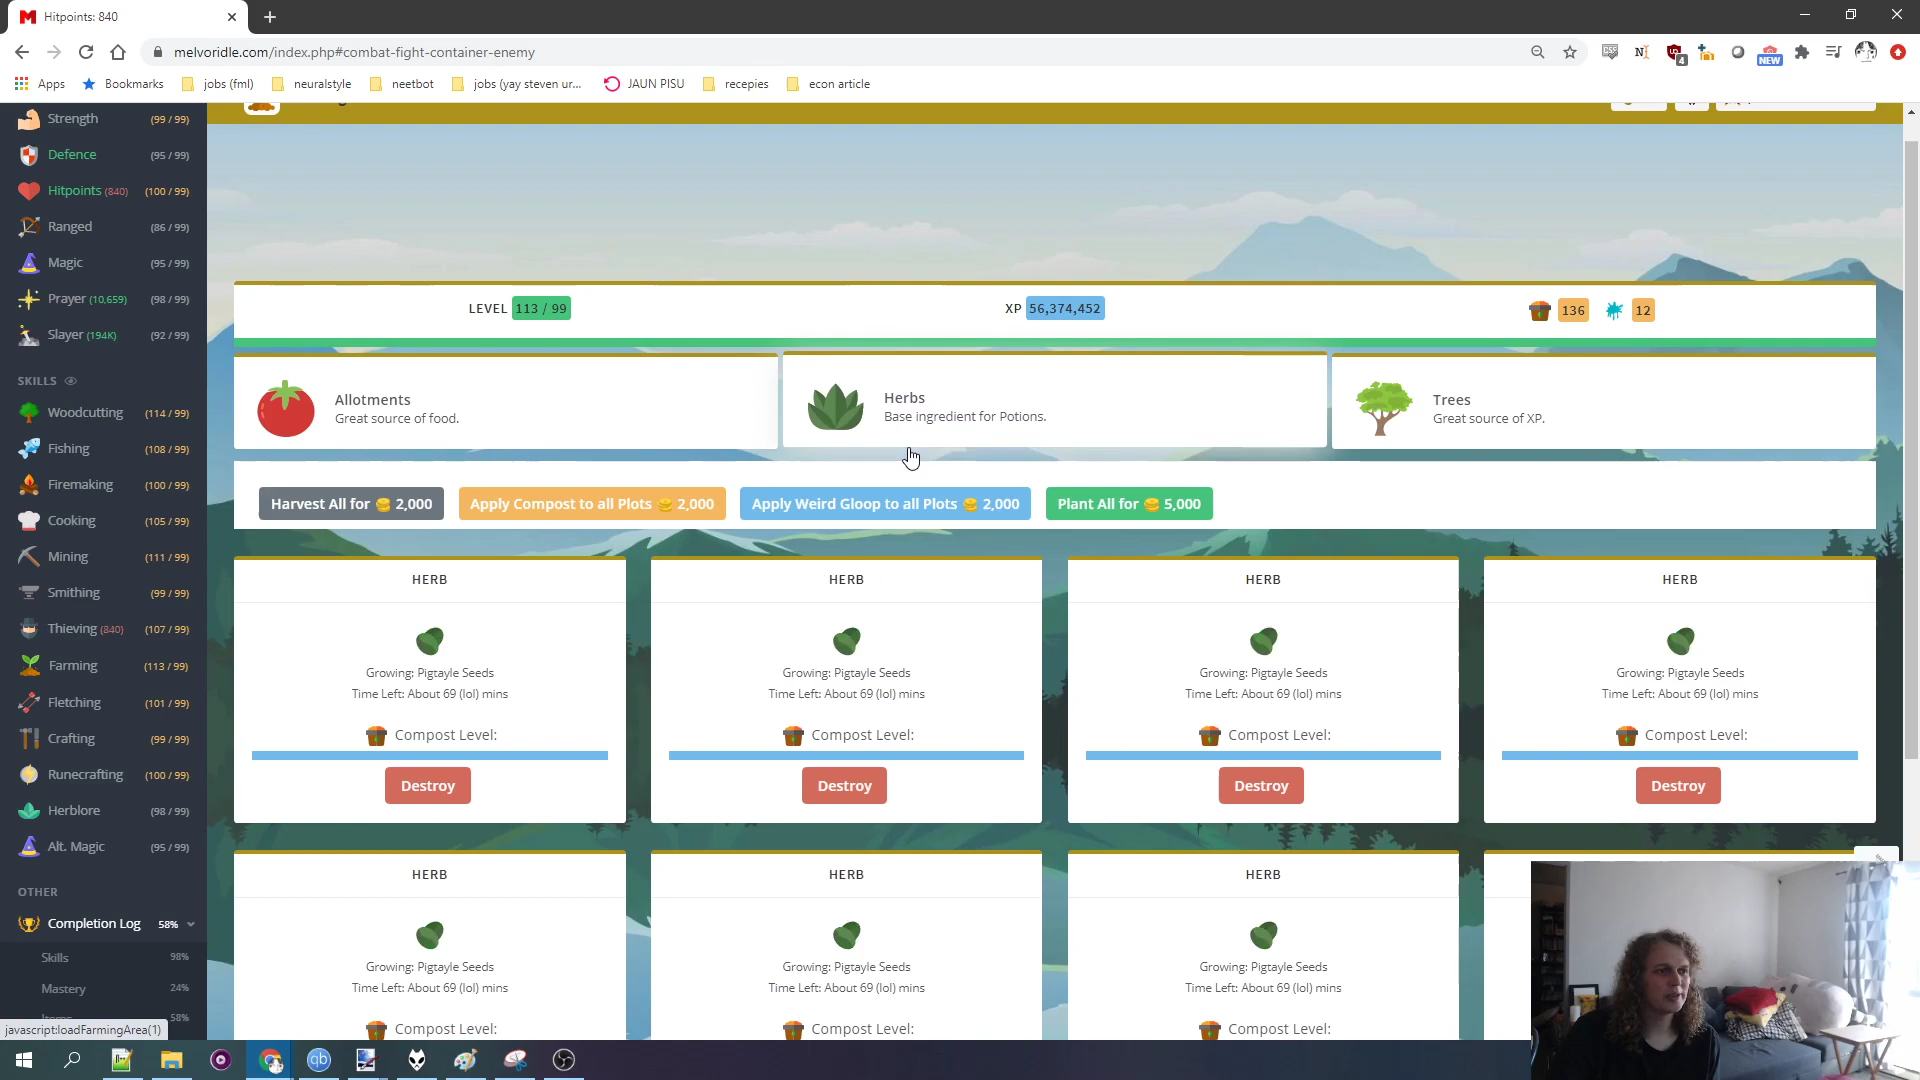 Hitpoints: 840
melvoridle.com/index.php#combat-fight-container-enemy
4
NEW
Apps
Bookmarks
jobs (fml)
neuralstyle
neetbot
jobs (yay steven ur...
JAUN PISU
recepies
econ article
Strength (99 / 99)
Defence (95 / 99)
Hitpoints (840) (100 / 99)
Ranged (86 / 99)
Magic (95 / 99)
Prayer (10,659) (98 / 99)
Slayer (194K) (92 / 99)
SKILLS
Woodcutting (114 / 99)
Fishing (108 / 99)
Firemaking (100 / 99)
Cooking (105 / 99)
Mining (111 / 99)
Smithing (99 / 99)
Thieving (840) (107 / 99)
Farming (113 / 99)
Fletching (101 / 99)
Crafting (99 / 99)
Runecrafting (100 / 99)
Herblore (98 / 99)
Alt. Magic (95 / 99)
OTHER
Completion Log 58%
Skills 98%
Mastery 24%
Items 58%
javascript:loadFarmingArea(1)
LEVEL 113 / 99
XP 56,374,452
136
12
Allotments
Great source of food.
Herbs
Base ingredient for Potions.
Trees
Great source of XP.
Harvest All for 2,000
Apply Compost to all Plots 2,000
Apply Weird Gloop to all Plots 2,000
Plant All for 5,000
HERB
Growing: Pigtayle Seeds
Time Left: About 69 (lol) mins
Compost Level:
Destroy
HERB
Growing: Pigtayle Seeds
Time Left: About 69 (lol) mins
Compost Level:
Destroy
HERB
Growing: Pigtayle Seeds
Time Left: About 69 (lol) mins
Compost Level:
Destroy
HERB
Growing: Pigtayle Seeds
Time Left: About 69 (lol) mins
Compost Level:
Destroy
HERB
Growing: Pigtayle Seeds
Time Left: About 69 (lol) mins
Compost Level:
HERB
Growing: Pigtayle Seeds
Time Left: About 69 (lol) mins
Compost Level:
HERB
Growing: Pigtayle Seeds
Time Left: About 69 (lol) mins
Compost Level:
qb